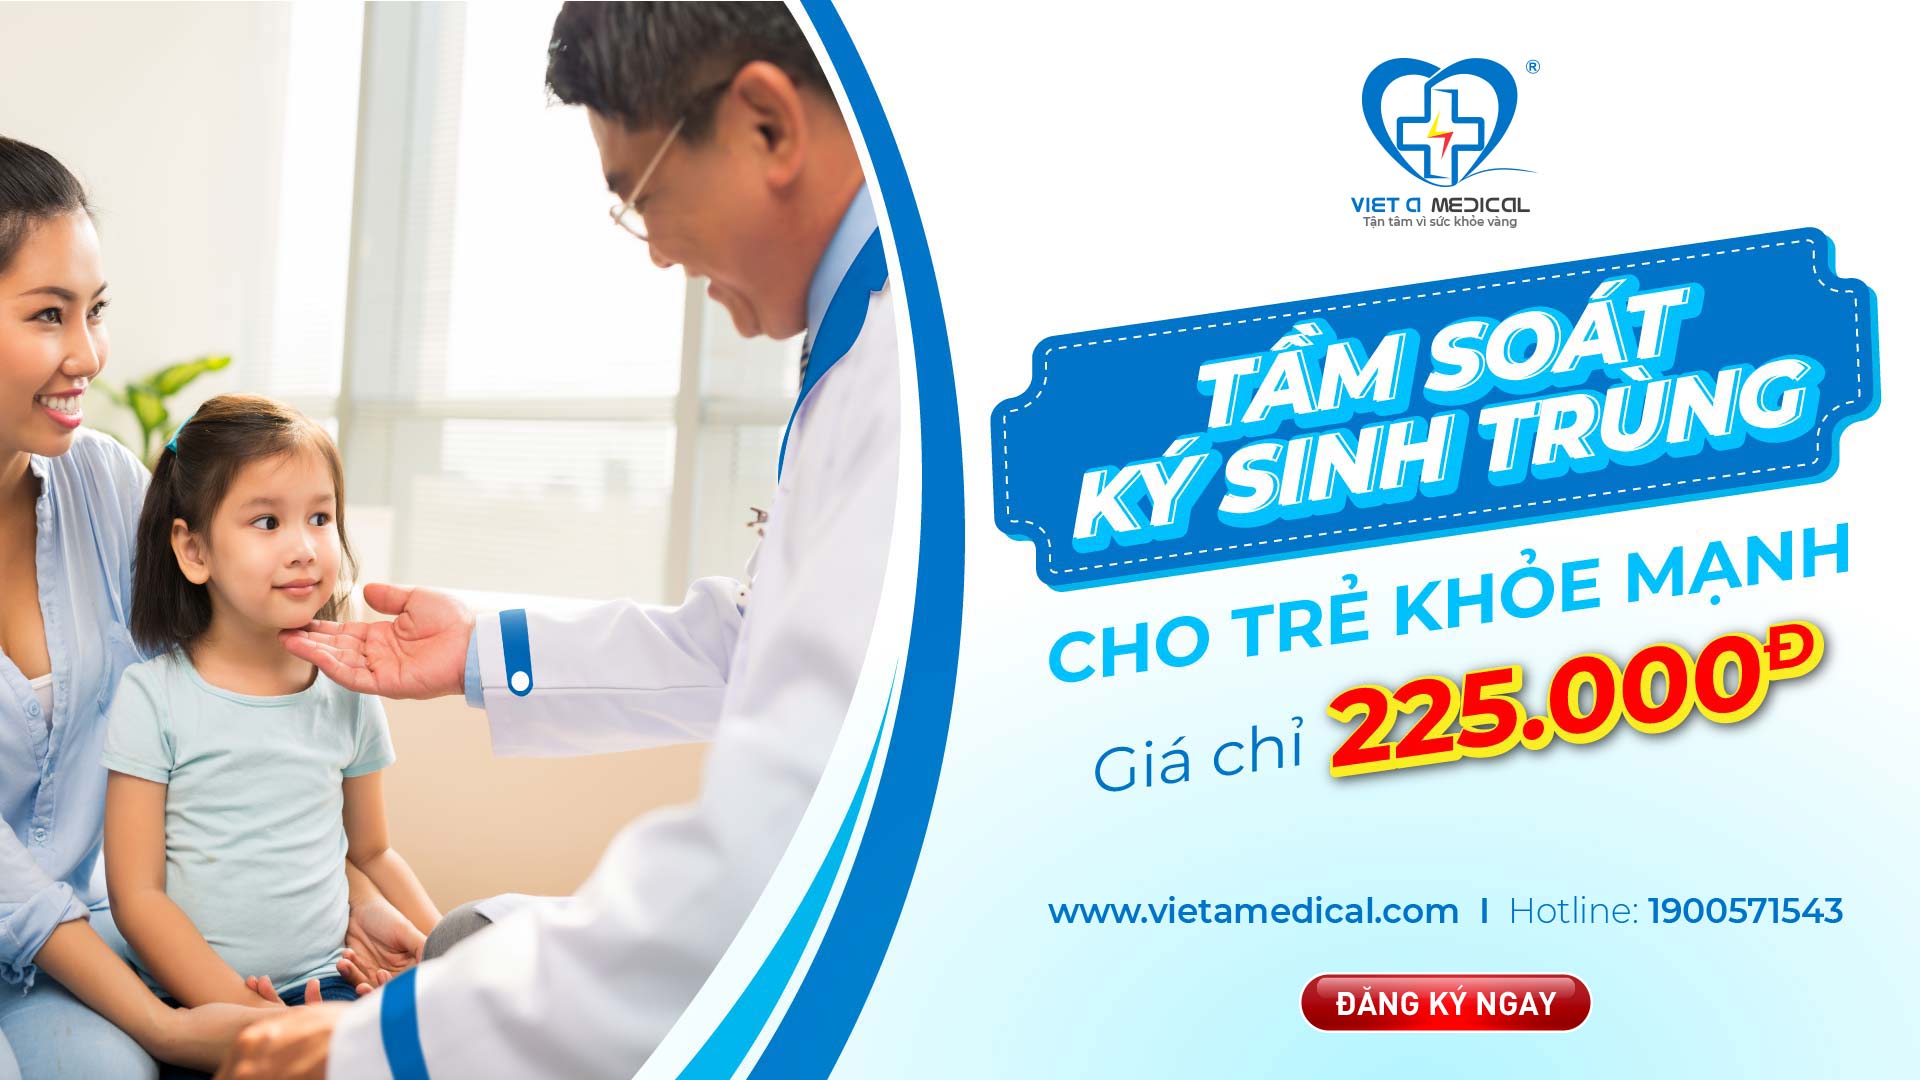 ®
VIET A MEDICAL
Tận tâm vì sức khỏe vàng
TẦM SOÁT
KÝ SINH TRÙNG
CHO TRẺ KHỎE MẠNH
Giá chỉ 225.000Đ
www.vietamedical.com I Hotline: 1900571543
ĐĂNG KÝ NGAY